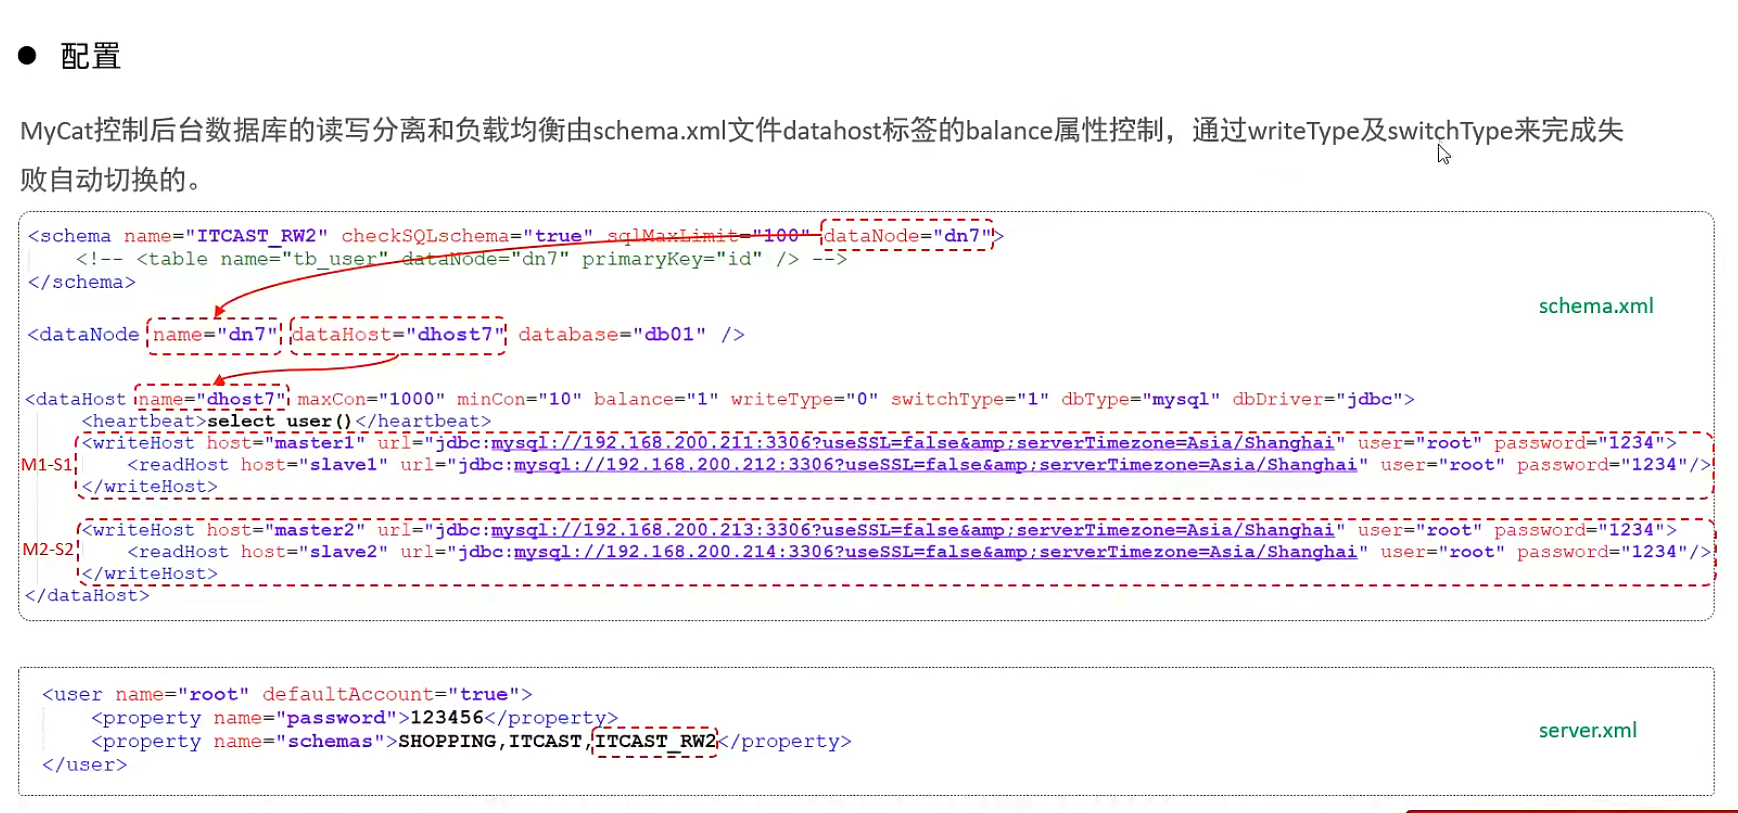 ● 配置
MyCat控制后台数据库的读写分离和负载均衡由schema.xml文件datahost标签的balance属性控制，通过writeType及switchType来完成失
败自动切换的。
<schema name="ITCAST_RW2" checkSQLschema="true" sqlMaxLimit="100" dataNode="dn7">
<!-- <table name="tb_user" dataNode="dn7" primaryKey="id" /> -->
</schema>
schema.xml
<dataNode name="dn7" dataHost="dhost7" database="db01" />
<dataHost name="dhost7" maxCon="1000" minCon="10" balance="1" writeType="0" switchType="1" dbType="mysql" dbDriver="jdbc">
<heartbeat>select user()</heartbeat>
<writeHost host="master1" url="jdbc:mysql://192.168.200.211:3306?useSSL=false&amp;serverTimezone=Asia/Shanghai" user="root" password="1234">
M1-S1 <readHost host="slave1" url="jdbc:mysql://192.168.200.212:3306?useSSL=false&amp;serverTimezone=Asia/Shanghai" user="root" password="1234"/>
</writeHost>
<writeHost host="master2" url="jdbc:mysql://192.168.200.213:3306?useSSL=false&amp;serverTimezone=Asia/Shanghai" user="root" password="1234">
M2-S2 <readHost host="slave2" url="jdbc:mysql://192.168.200.214:3306?useSSL=false&amp;serverTimezone=Asia/Shanghai" user="root" password="1234"/>
</writeHost>
</dataHost>
<user name="root" defaultAccount="true">
<property name="password">123456</property>
server.xml
<property name="schemas">SHOPPING,ITCAST,ITCAST_RW2</property>
</user>